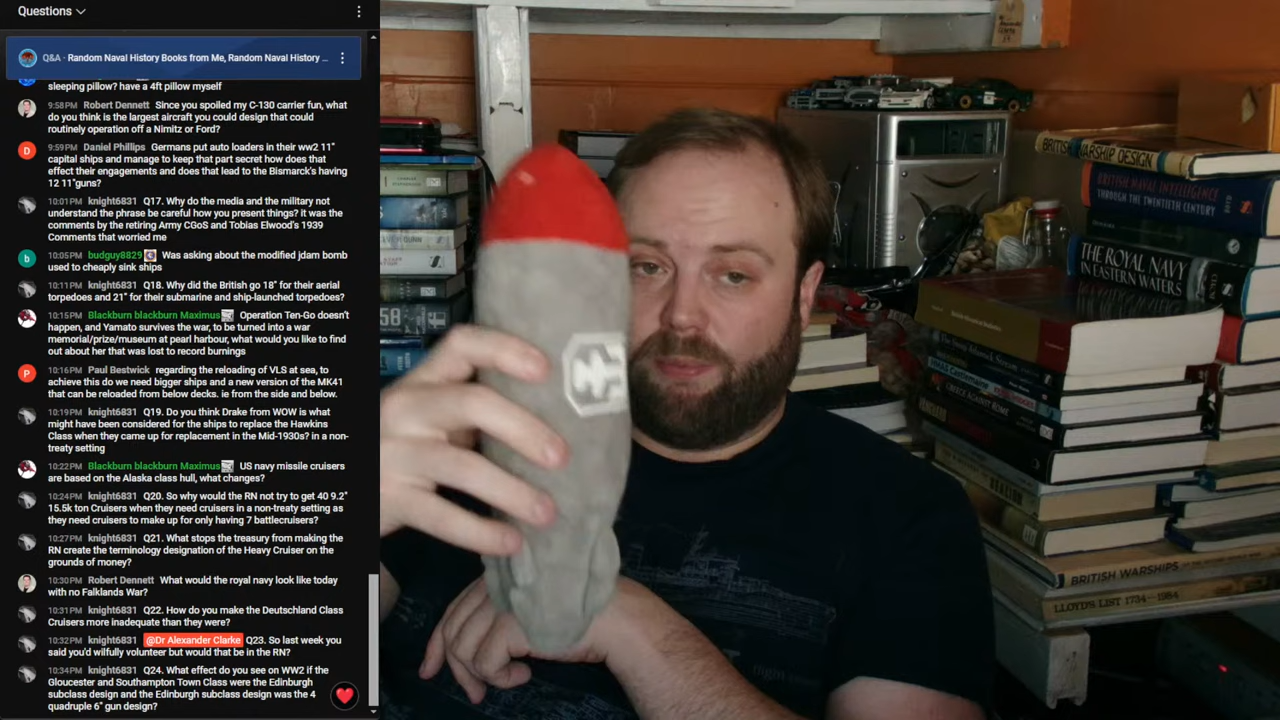 Questions
Q&A · Random Naval History Books from Me, Random Naval History ...
sleeping pillow? have a 4ft pillow myself
9:58PM Robert Dennett Since you spoiled my C-130 carrier fun, what
do you think is the largest aircraft you could design that could
routinely operation off a Nimitz or Ford?
D
9:59PM Daniel Phillips Germans put auto loaders in their ww2 11"
capital ships and manage to keep that part secret how does that
effect their engagements and does that lead to the Bismarck's having
12 11"guns?
10:01PM knight6831 Q17. Why do the media and the military not
understand the phrase be careful how you present things? it was the
comments by the retiring Army CGoS and Tobias Elwood's 1939
Comments that worried me
b
10:05PM budguy8829 Was asking about the modified jdam bomb
used to cheaply sink ships
10:11PM knight6831 Q18. Why did the British go 18" for their aerial
torpedoes and 21" for their submarine and ship-launched torpedoes?
10:15PM Blackburn blackburn Maximus Operation Ten-Go doesn't
happen, and Yamato survives the war, to be turned into a war
memorial/prize/museum at pearl harbour, what would you like to find
out about her that was lost to record burnings
P
10:16PM Paul Bestwick regarding the reloading of VLS at sea, to
achieve this do we need bigger ships and a new version of the MK41
that can be reloaded from below decks. ie from the side and below.
10:19PM knight6831 Q19. Do you think Drake from WOW is what
might have been considered for the ships to replace the Hawkins
Class when they came up for replacement in the Mid-1930s? in a non-
treaty setting
10:22PM Blackburn blackburn Maximus US navy missile cruisers
are based on the Alaska class hull, what changes?
10:24PM knight6831 Q20. So why would the RN not try to get 40 9.2"
15.5k ton Cruisers when they need cruisers in a non-treaty setting as
they need cruisers to make up for only having 7 battlecruisers?
10:27PM knight6831 Q21. What stops the treasury from making the
RN create the terminology designation of the Heavy Cruiser on the
grounds of money?
10:30PM Robert Dennett What would the royal navy look like today
with no Falklands War?
10:31PM knight6831 Q22. How do you make the Deutschland Class
Cruisers more inadequate than they were?
10:32PM knight6831 @Dr Alexander Clarke Q23. So last week you
said you'd wilfully volunteer but would that be in the RN?
10:34PM knight6831 Q24. What effect do you see on WW2 if the
Gloucester and Southampton Town Class were the Edinburgh
subclass design and the Edinburgh subclass design was the 4
quadruple 6" gun design?
58
BRITISH WARSHIP DESIGN
BRITISH NAVAL INTELLIGENCE
THROUGH THE TWENTIETH CENTURY
THE ROYAL NAVY
IN EASTERN WATERS
BOYD
GREECE AGAINST ROME
BRITISH WARSHIPS
LLOYD'S LIST 1734-1984